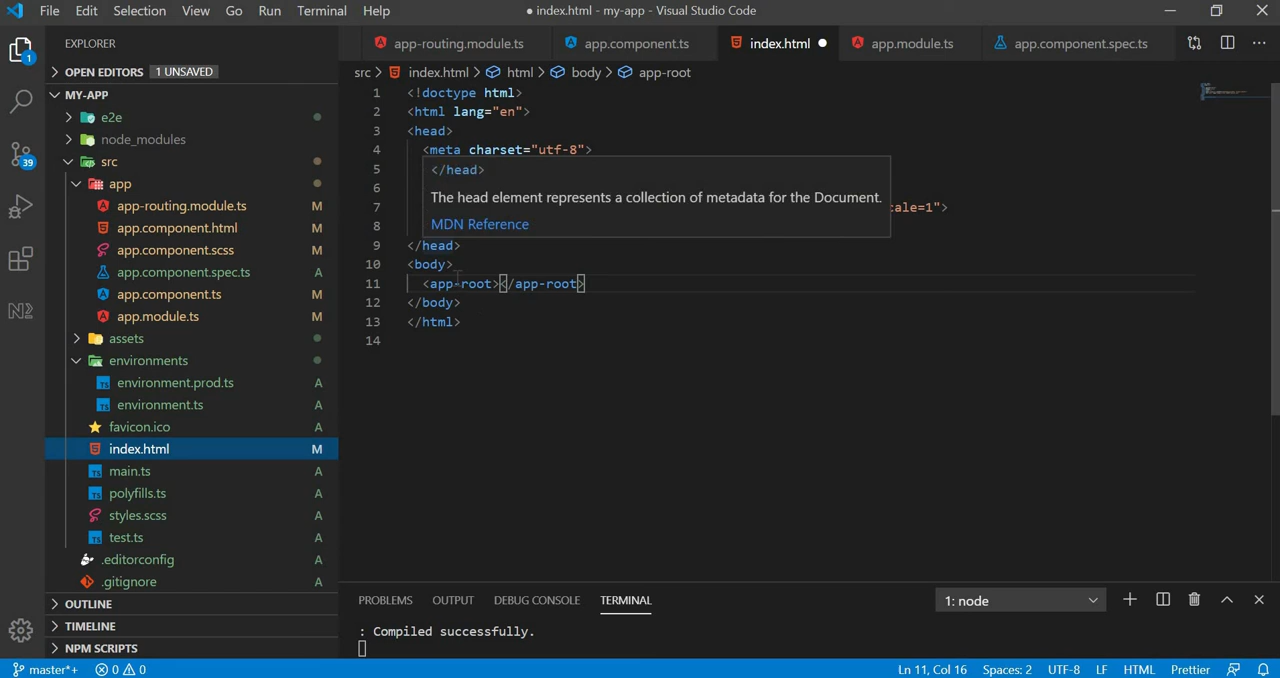 File Edit Selection View Go Run Terminal Help
● index.html - my-app - Visual Studio Code
EXPLORER
OPEN EDITORS 1 UNSAVED
MY-APP
e2e
node_modules
src
app
app-routing.module.ts M
app.component.html M
app.component.scss M
app.component.spec.ts A
app.component.ts M
app.module.ts M
assets
environments
environment.prod.ts A
environment.ts A
favicon.ico A
index.html M
main.ts A
polyfills.ts A
styles.scss A
test.ts A
.editorconfig A
.gitignore A
OUTLINE
TIMELINE
NPM SCRIPTS
1
39
app-routing.module.ts app.component.ts index.html app.module.ts app.component.spec.ts
src > index.html > html > body > app-root
1 <!doctype html>
2 <html lang="en">
3 <head>
4 <meta charset="utf-8">
5 </head>
6 The head element represents a collection of metadata for the Document.
7 cale=1">
8 MDN Reference
9 </head>
10 <body>
11 <app-root></app-root>
12 </body>
13 </html>
14
PROBLEMS OUTPUT DEBUG CONSOLE TERMINAL 1: node
: Compiled successfully.
master*+ 0 0 Ln 11, Col 16 Spaces: 2 UTF-8 LF HTML Prettier